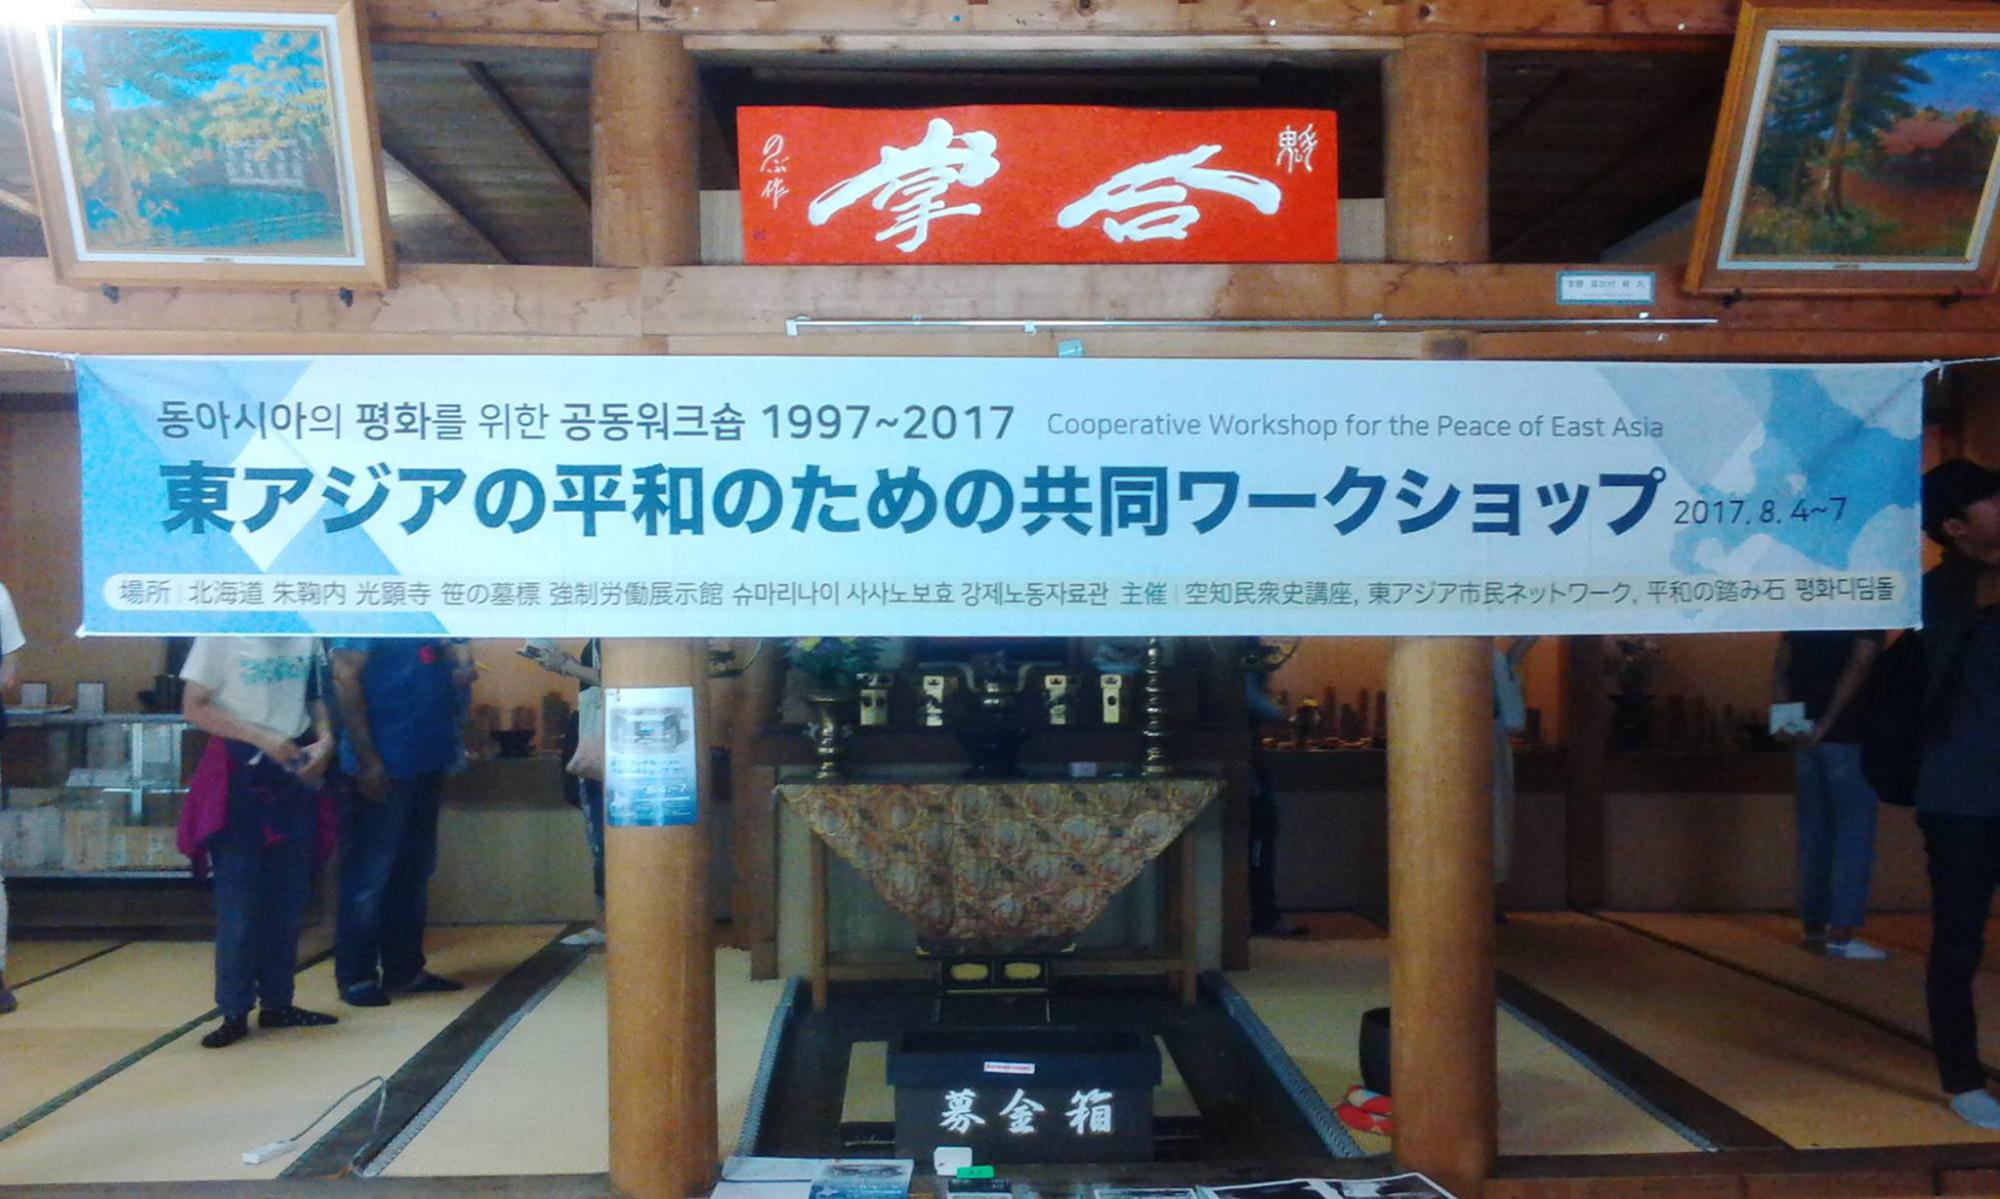 合掌
の心作
동아시아의 평화를 위한 공동워크숍 1997~2017 Cooperative Workshop for the Peace of East Asia
東アジアの平和のための共同ワークショップ 2017. 8. 4~7
場所 | 北海道 朱鞠内 光顕寺 笹の墓標 強制労働展示館 슈마리나이 사사노보효 강제노동자료관 主催 | 空知民衆史講座, 東アジア市民ネットワーク, 平和の踏み石 평화디딤돌
募金箱